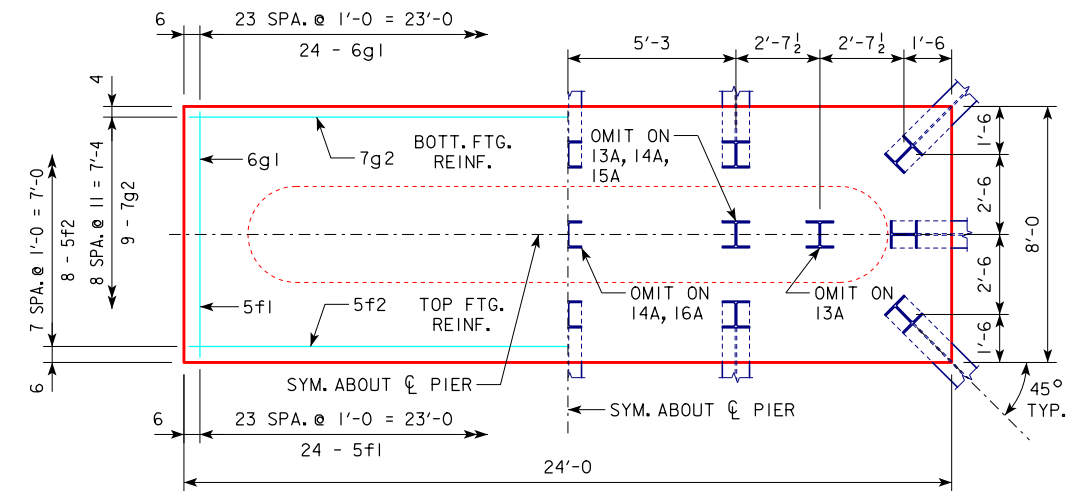 6
23 SPA. @ 1'-0 = 23'-0
24 - 6g1
5'-3
2'-7½
2'-7½
1'-6
4
8 SPA. @ 11 = 7'-4
9 - 7g2
7 SPA. @ 1'-0 = 7'-0
8 - 5f2
6
6g1
7g2
BOTT. FTG.
REINF.
OMIT ON
13A, 14A,
15A
1'-6
2'-6
2'-6
1'-6
8'-0
5f1
5f2
TOP FTG.
REINF.
OMIT ON
14A, 16A
OMIT ON
13A
SYM. ABOUT ℄ PIER
SYM. ABOUT ℄ PIER
45°
TYP.
6
23 SPA. @ 1'-0 = 23'-0
24 - 5f1
24'-0